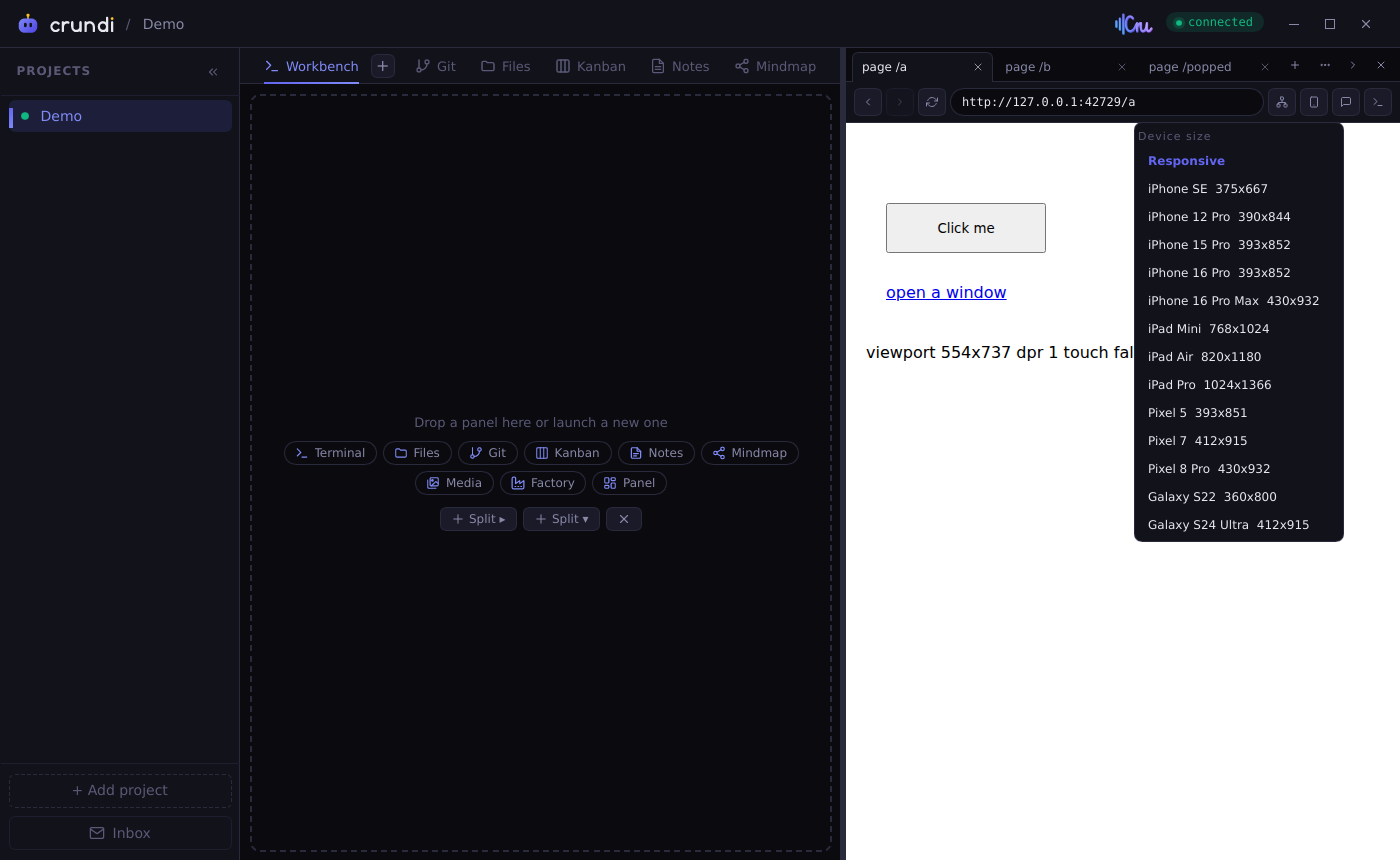 crundi / Demo
Cru
connected
PROJECTS
Demo
+ Add project
Inbox
Workbench
Git
Files
Kanban
Notes
Mindmap
Drop a panel here or launch a new one
Terminal Files Git Kanban Notes Mindmap
Media Factory Panel
+ Split ▸ + Split ▾
page /a
page /b
page /popped
http://127.0.0.1:42729/a
Click me
open a window
viewport 554x737 dpr 1 touch fal
Device size
Responsive
iPhone SE 375x667
iPhone 12 Pro 390x844
iPhone 15 Pro 393x852
iPhone 16 Pro 393x852
iPhone 16 Pro Max 430x932
iPad Mini 768x1024
iPad Air 820x1180
iPad Pro 1024x1366
Pixel 5 393x851
Pixel 7 412x915
Pixel 8 Pro 430x932
Galaxy S22 360x800
Galaxy S24 Ultra 412x915